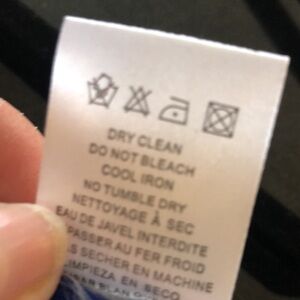 DRY CLEAN
DO NOT BLEACH
COOL IRON
NO TUMBLE DRY
NETTOYAGE À SEC
EAU DE JAVEL INTERDITE
PASSER AU FER FROID
SECHER EN MACHINE
LIMPIEZA EN SECO